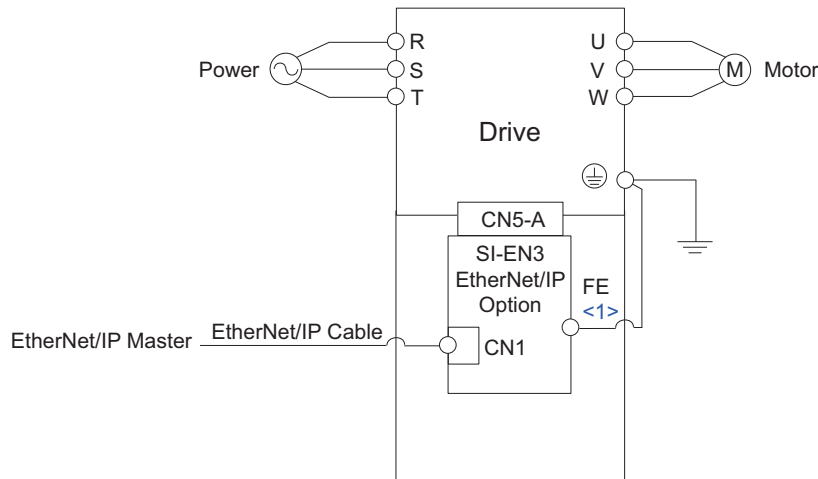 R
U
Power
S
V
M
Motor
T
W
Drive
CN5-A
SI-EN3
EtherNet/IP
Option
FE
<1>
EtherNet/IP Master
EtherNet/IP Cable
CN1